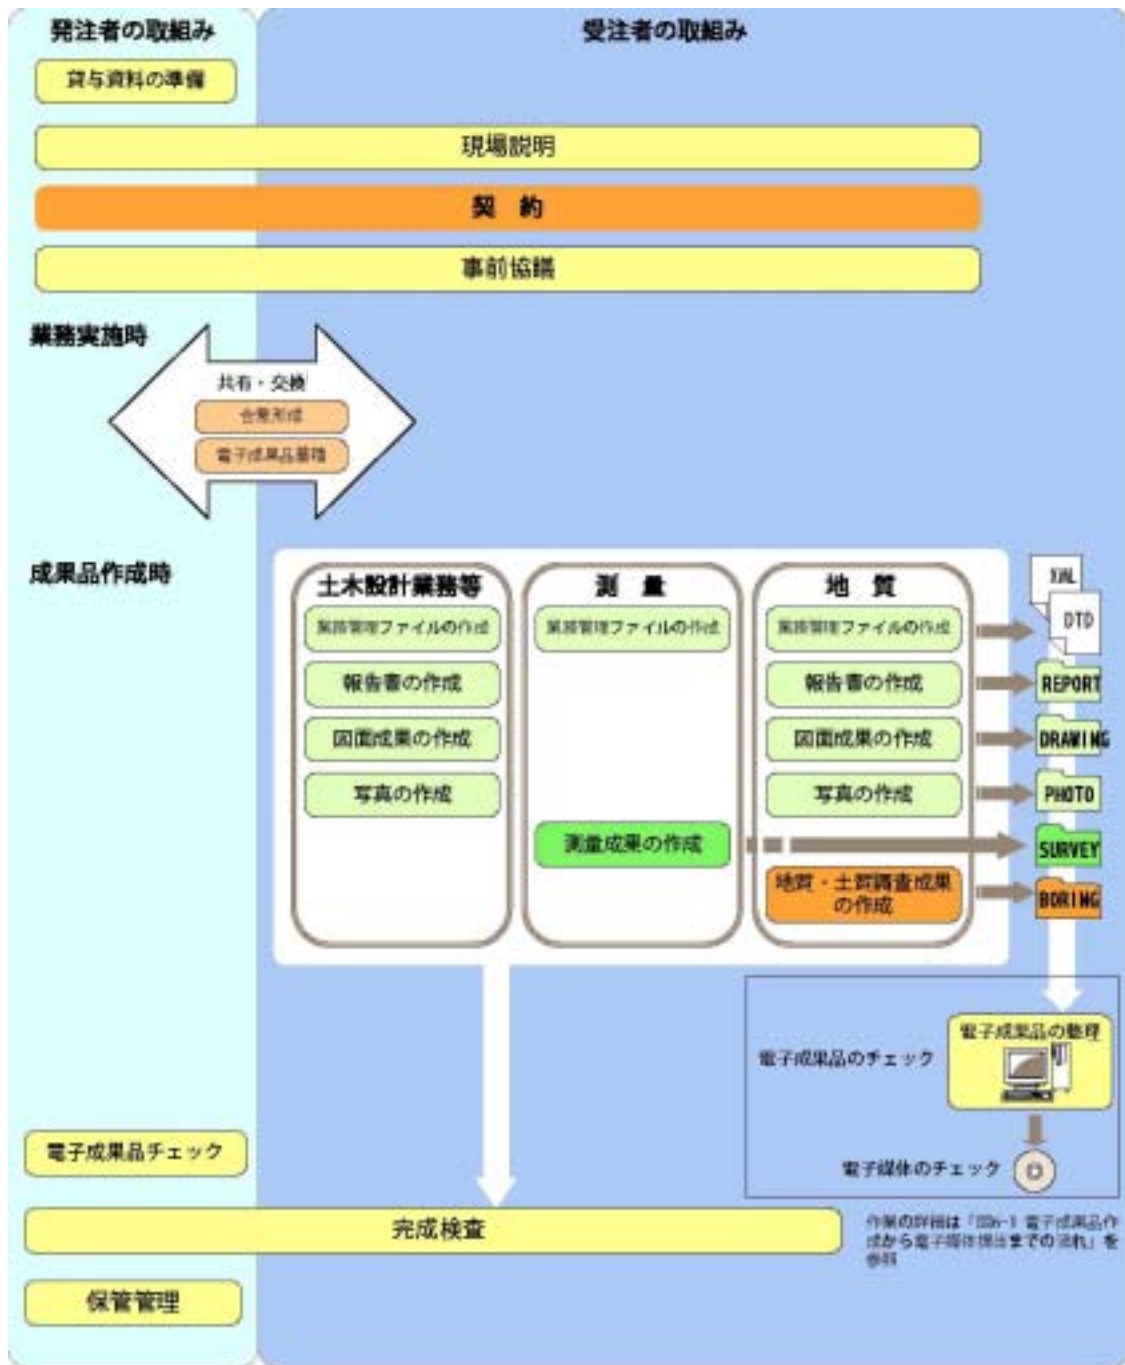 発注者の取組み
受注者の取組み
貸与資料の準備
現場説明
契　約
事前協議
業務実施時
共有・交換
合意形成
電子成果品蓄積
成果品作成時
土木設計業務等
測　量
地　質
業務管理ファイルの作成
業務管理ファイルの作成
業務管理ファイルの作成
XML
DTD
報告書の作成
報告書の作成
REPORT
図面成果の作成
図面成果の作成
DRAWING
写真の作成
写真の作成
PHOTO
測量成果の作成
SURVEY
地質・土質調査成果
の作成
BORING
電子成果品の整理
電子成果品のチェック
電子成果品チェック
電子媒体のチェック
完成検査
作業の詳細は「 電子成果品作
成から電子媒体提出までの流れ」を
参照
保管管理